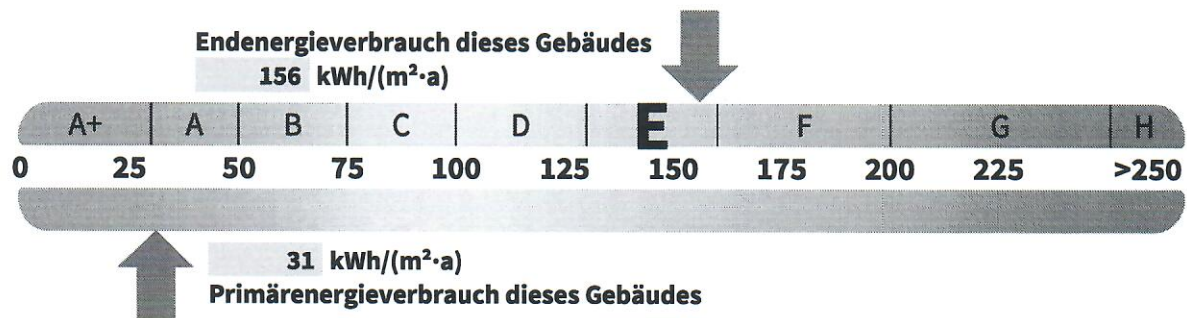 Endenergieverbrauch dieses Gebäudes
156 kWh/(m²·a)
A+ A B C D E F G H
0 25 50 75 100 125 150 175 200 225 >250
31 kWh/(m²·a)
Primärenergieverbrauch dieses Gebäudes